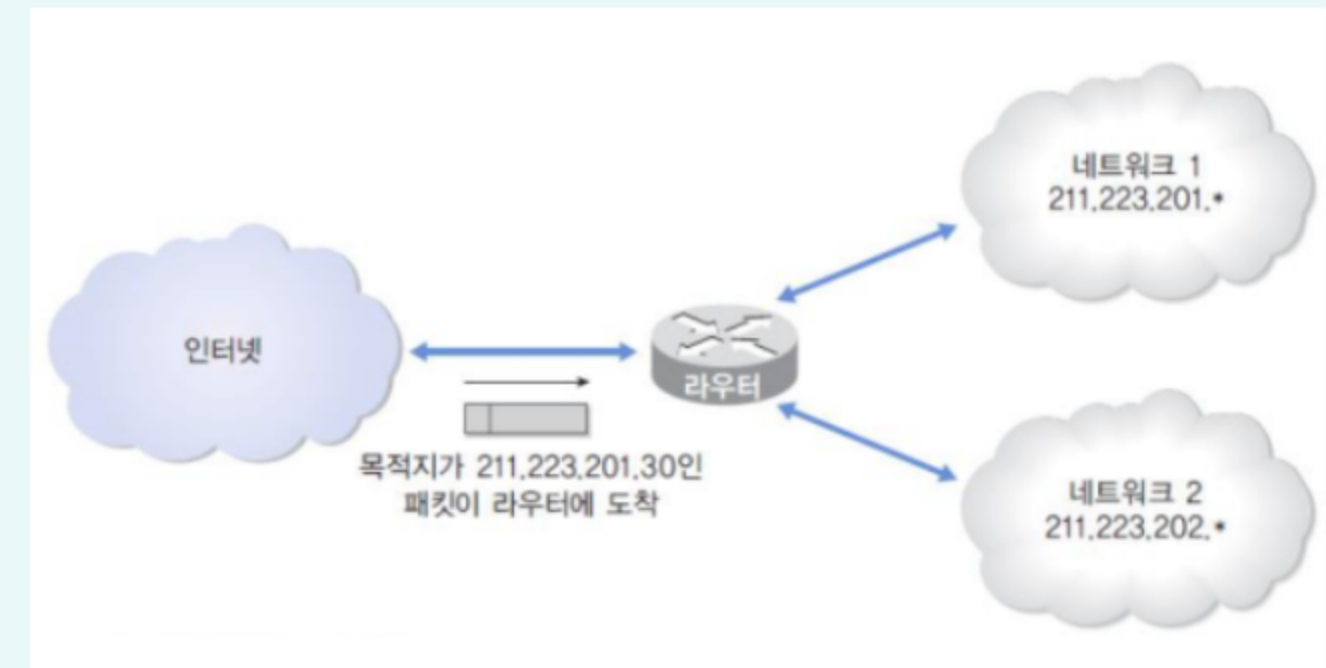 네트워크 1
211.223.201.*
인터넷
라우터
목적지가 211.223.201.30인
패킷이 라우터에 도착
네트워크 2
211.223.202.*